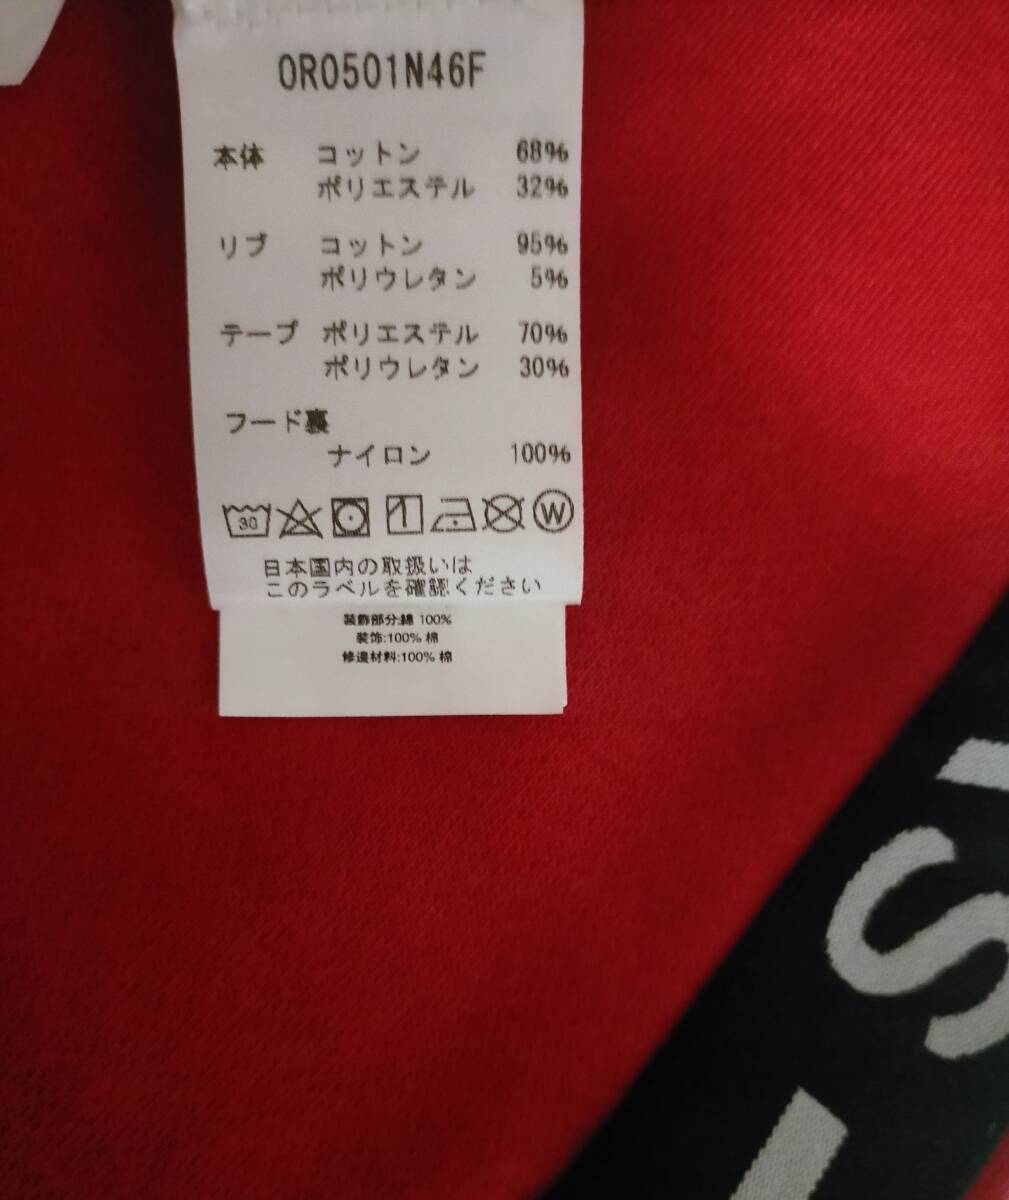 0R0501N46F
本体 コットン 68%
ポリエステル 32%
リブ コットン 95%
ポリウレタン 5%
テープ ポリエステル 70%
ポリウレタン 30%
フード裏
ナイロン 100%
30 W
日本国内の取扱いは
このラベルを確認ください
装飾部分:綿 100%
装饰:100% 棉
修邊材料:100% 棉
S